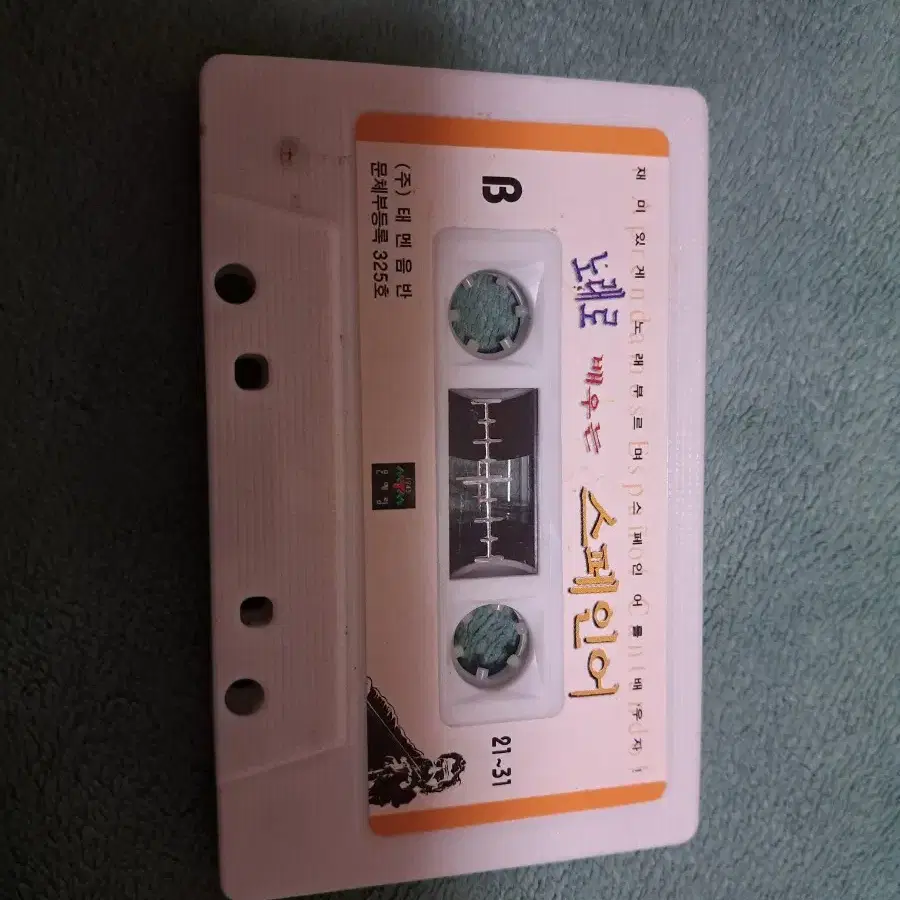 재미있게 노래부르며 스페인어를 배우자!
노래로 배우는 스페인어
B
21~31
(주) 태멘음반
문체부등록 325호